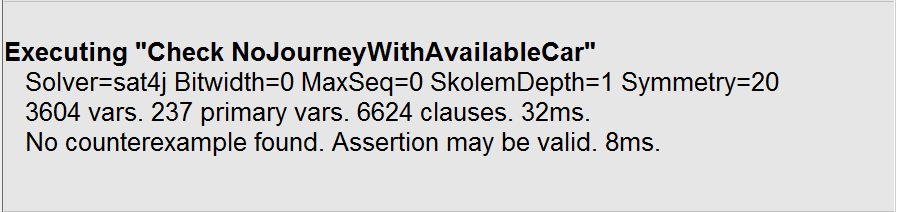 Executing "Check NoJourneyWithAvailableCar"
Solver=sat4j Bitwidth=0 MaxSeq=0 SkolemDepth=1 Symmetry=20
3604 vars. 237 primary vars. 6624 clauses. 32ms.
No counterexample found. Assertion may be valid. 8ms.